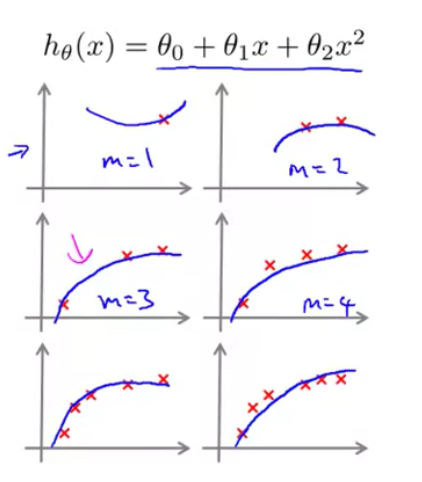 hθ(x) = θ₀ + θ₁x + θ₂x²
m=1
m=2
m=3
m=4